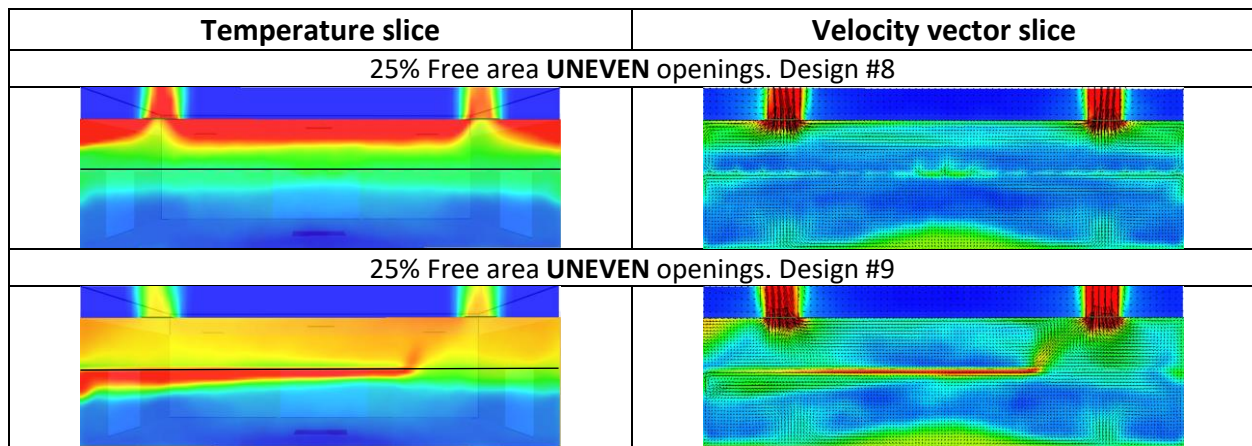 Temperature slice
Velocity vector slice
25% Free area UNEVEN openings. Design #8
25% Free area UNEVEN openings. Design #9